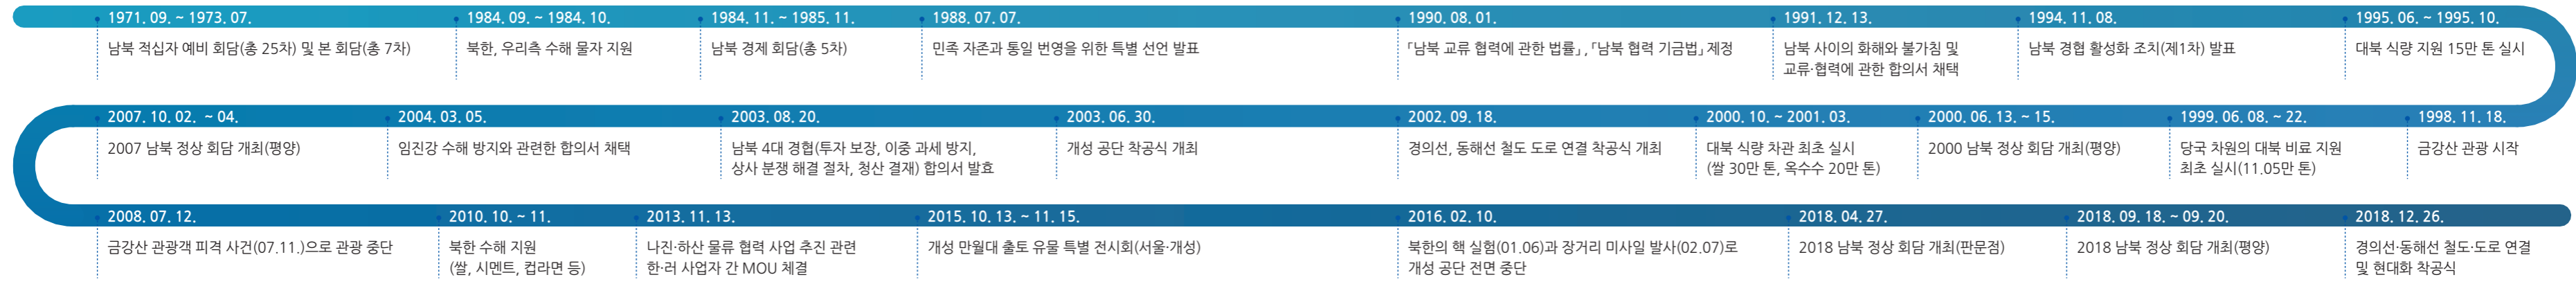 1971. 09. ~ 1973. 07.
남북 적십자 예비 회담(총 25차) 및 본 회담(총 7차)
1984. 09. ~ 1984. 10.
북한, 우리측 수해 물자 지원
1984. 11. ~ 1985. 11.
남북 경제 회담(총 5차)
1988. 07. 07.
민족 자존과 통일 번영을 위한 특별 선언 발표
1990. 08. 01.
「남북 교류 협력에 관한 법률」, 「남북 협력 기금법」 제정
1991. 12. 13.
남북 사이의 화해와 불가침 및
교류·협력에 관한 합의서 채택
1994. 11. 08.
남북 경협 활성화 조치(제1차) 발표
1995. 06. ~ 1995. 10.
대북 식량 지원 15만 톤 실시
1998. 11. 18.
금강산 관광 시작
1999. 06. 08. ~ 22.
당국 차원의 대북 비료 지원
최초 실시(11.05만 톤)
2000. 06. 13. ~ 15.
2000 남북 정상 회담 개최(평양)
2000. 10. ~ 2001. 03.
대북 식량 차관 최초 실시
(쌀 30만 톤, 옥수수 20만 톤)
2002. 09. 18.
경의선, 동해선 철도 도로 연결 착공식 개최
2003. 06. 30.
개성 공단 착공식 개최
2003. 08. 20.
남북 4대 경협(투자 보장, 이중 과세 방지,
상사 분쟁 해결 절차, 청산 결재) 합의서 발효
2004. 03. 05.
임진강 수해 방지와 관련한 합의서 채택
2007. 10. 02. ~ 04.
2007 남북 정상 회담 개최(평양)
2008. 07. 12.
금강산 관광객 피격 사건(07.11.)으로 관광 중단
2010. 10. ~ 11.
북한 수해 지원
(쌀, 시멘트, 컵라면 등)
2013. 11. 13.
나진·하산 물류 협력 사업 추진 관련
한·러 사업자 간 MOU 체결
2015. 10. 13. ~ 11. 15.
개성 만월대 출토 유물 특별 전시회(서울·개성)
2016. 02. 10.
북한의 핵 실험(01.06)과 장거리 미사일 발사(02.07)로
개성 공단 전면 중단
2018. 04. 27.
2018 남북 정상 회담 개최(판문점)
2018. 09. 18. ~ 09. 20.
2018 남북 정상 회담 개최(평양)
2018. 12. 26.
경의선·동해선 철도·도로 연결
및 현대화 착공식